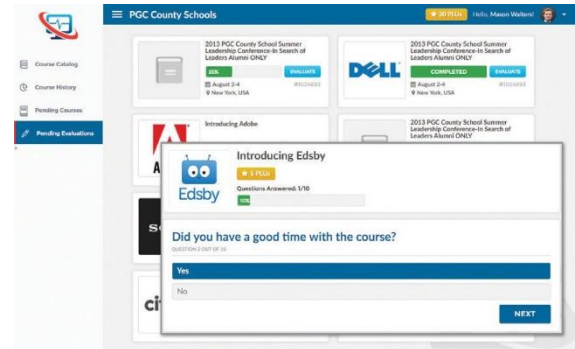 PGC County Schools
★ 30 PLUs
Hello, Mason Walters!
Course Catalog
Course History
Pending Courses
Pending Evaluations
2013 PGC County School Summer
Leadership Conference-In Search of
Leaders Alumni ONLY
EVALUATE
August 2-4
New York, USA
DELL
2013 PGC County School Summer
Leadership Conference-In Search of
Leaders Alumni ONLY
COMPLETED
EVALUATE
August 2-4
New York, USA
Introducing Adobe
2013 PGC County School Summer
Leadership Conference-In Search of
Leaders Alumni ONLY
A
Edsby
Introducing Edsby
★ 5 PLUs
Questions Answered: 1/10
10%
Did you have a good time with the course?
QUESTION 2 OUT OF 10
Yes
No
NEXT
ci